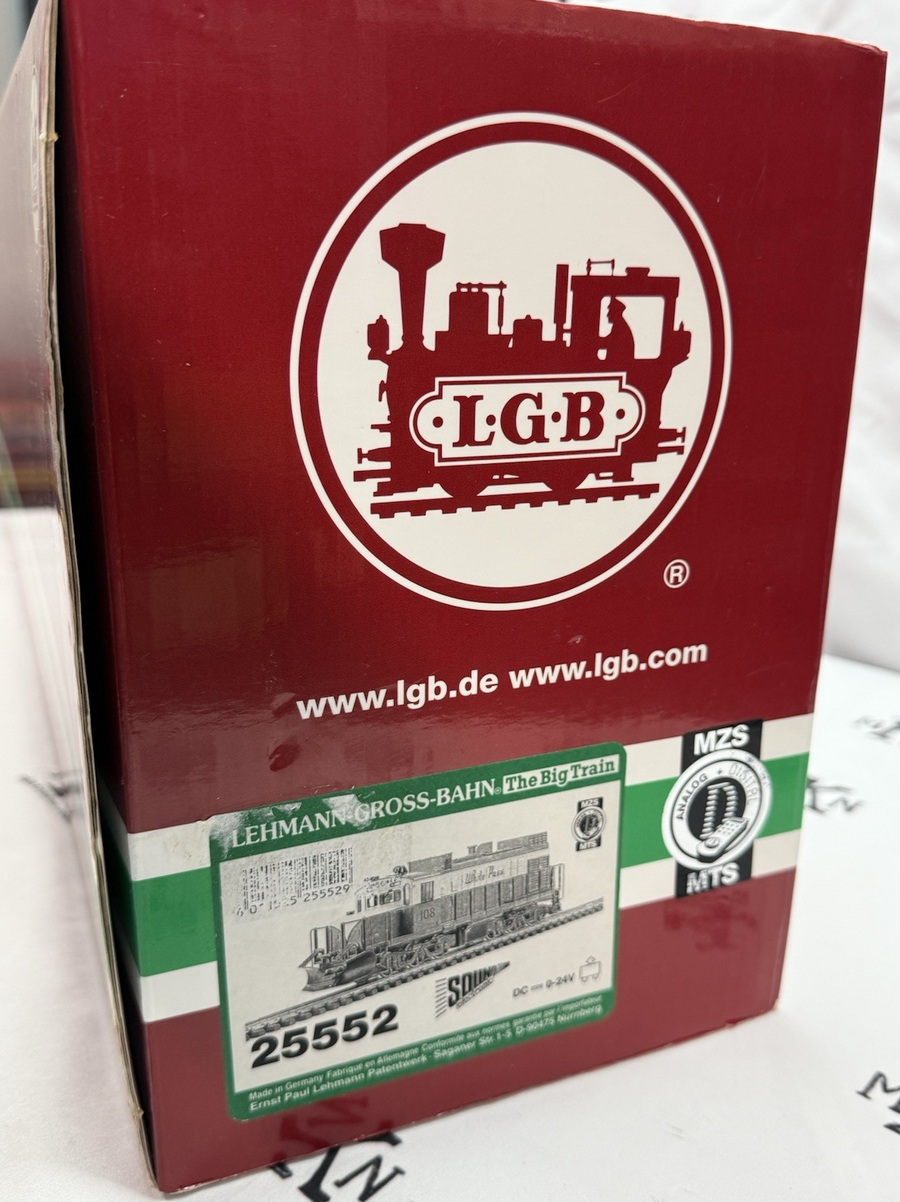 L·G·B
®
www.lgb.de www.lgb.com
MZS
ANALOG + DIGITAL
MTS
LEHMANN-GROSS-BAHN® The Big Train
MZS
MTS
255529
White Pass
108
SOUND
DC 0-24V
25552
Made in Germany Fabriqué en Allemagne Conformité aux normes garantie par l'importateur
Ernst Paul Lehmann Patentwerk · Saganer Str. 1-5 D-90475 Nürnberg